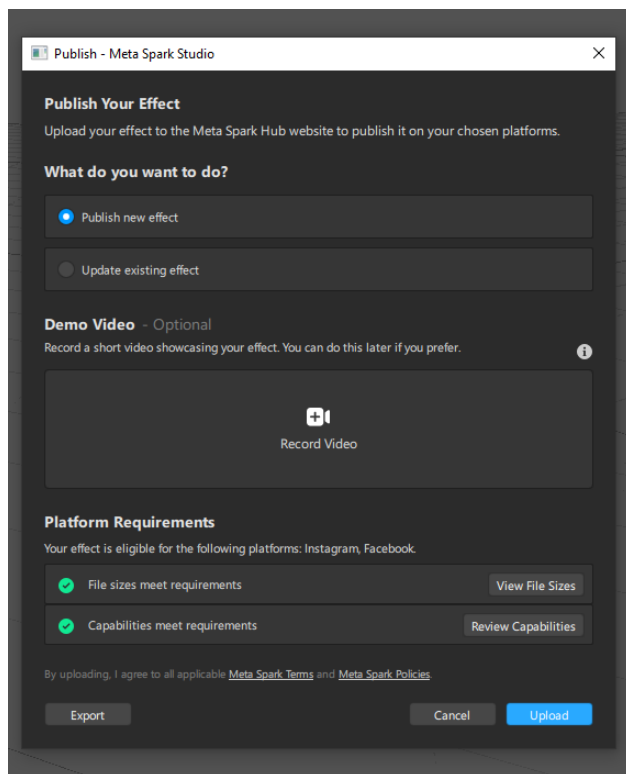 Publish - Meta Spark Studio
Publish Your Effect
Upload your effect to the Meta Spark Hub website to publish it on your chosen platforms.
What do you want to do?
Publish new effect
Update existing effect
Demo Video - Optional
Record a short video showcasing your effect. You can do this later if you prefer.
Record Video
Platform Requirements
Your effect is eligible for the following platforms: Instagram, Facebook.
File sizes meet requirements
View File Sizes
Capabilities meet requirements
Review Capabilities
By uploading, I agree to all applicable Meta Spark Terms and Meta Spark Policies.
Export
Cancel
Upload